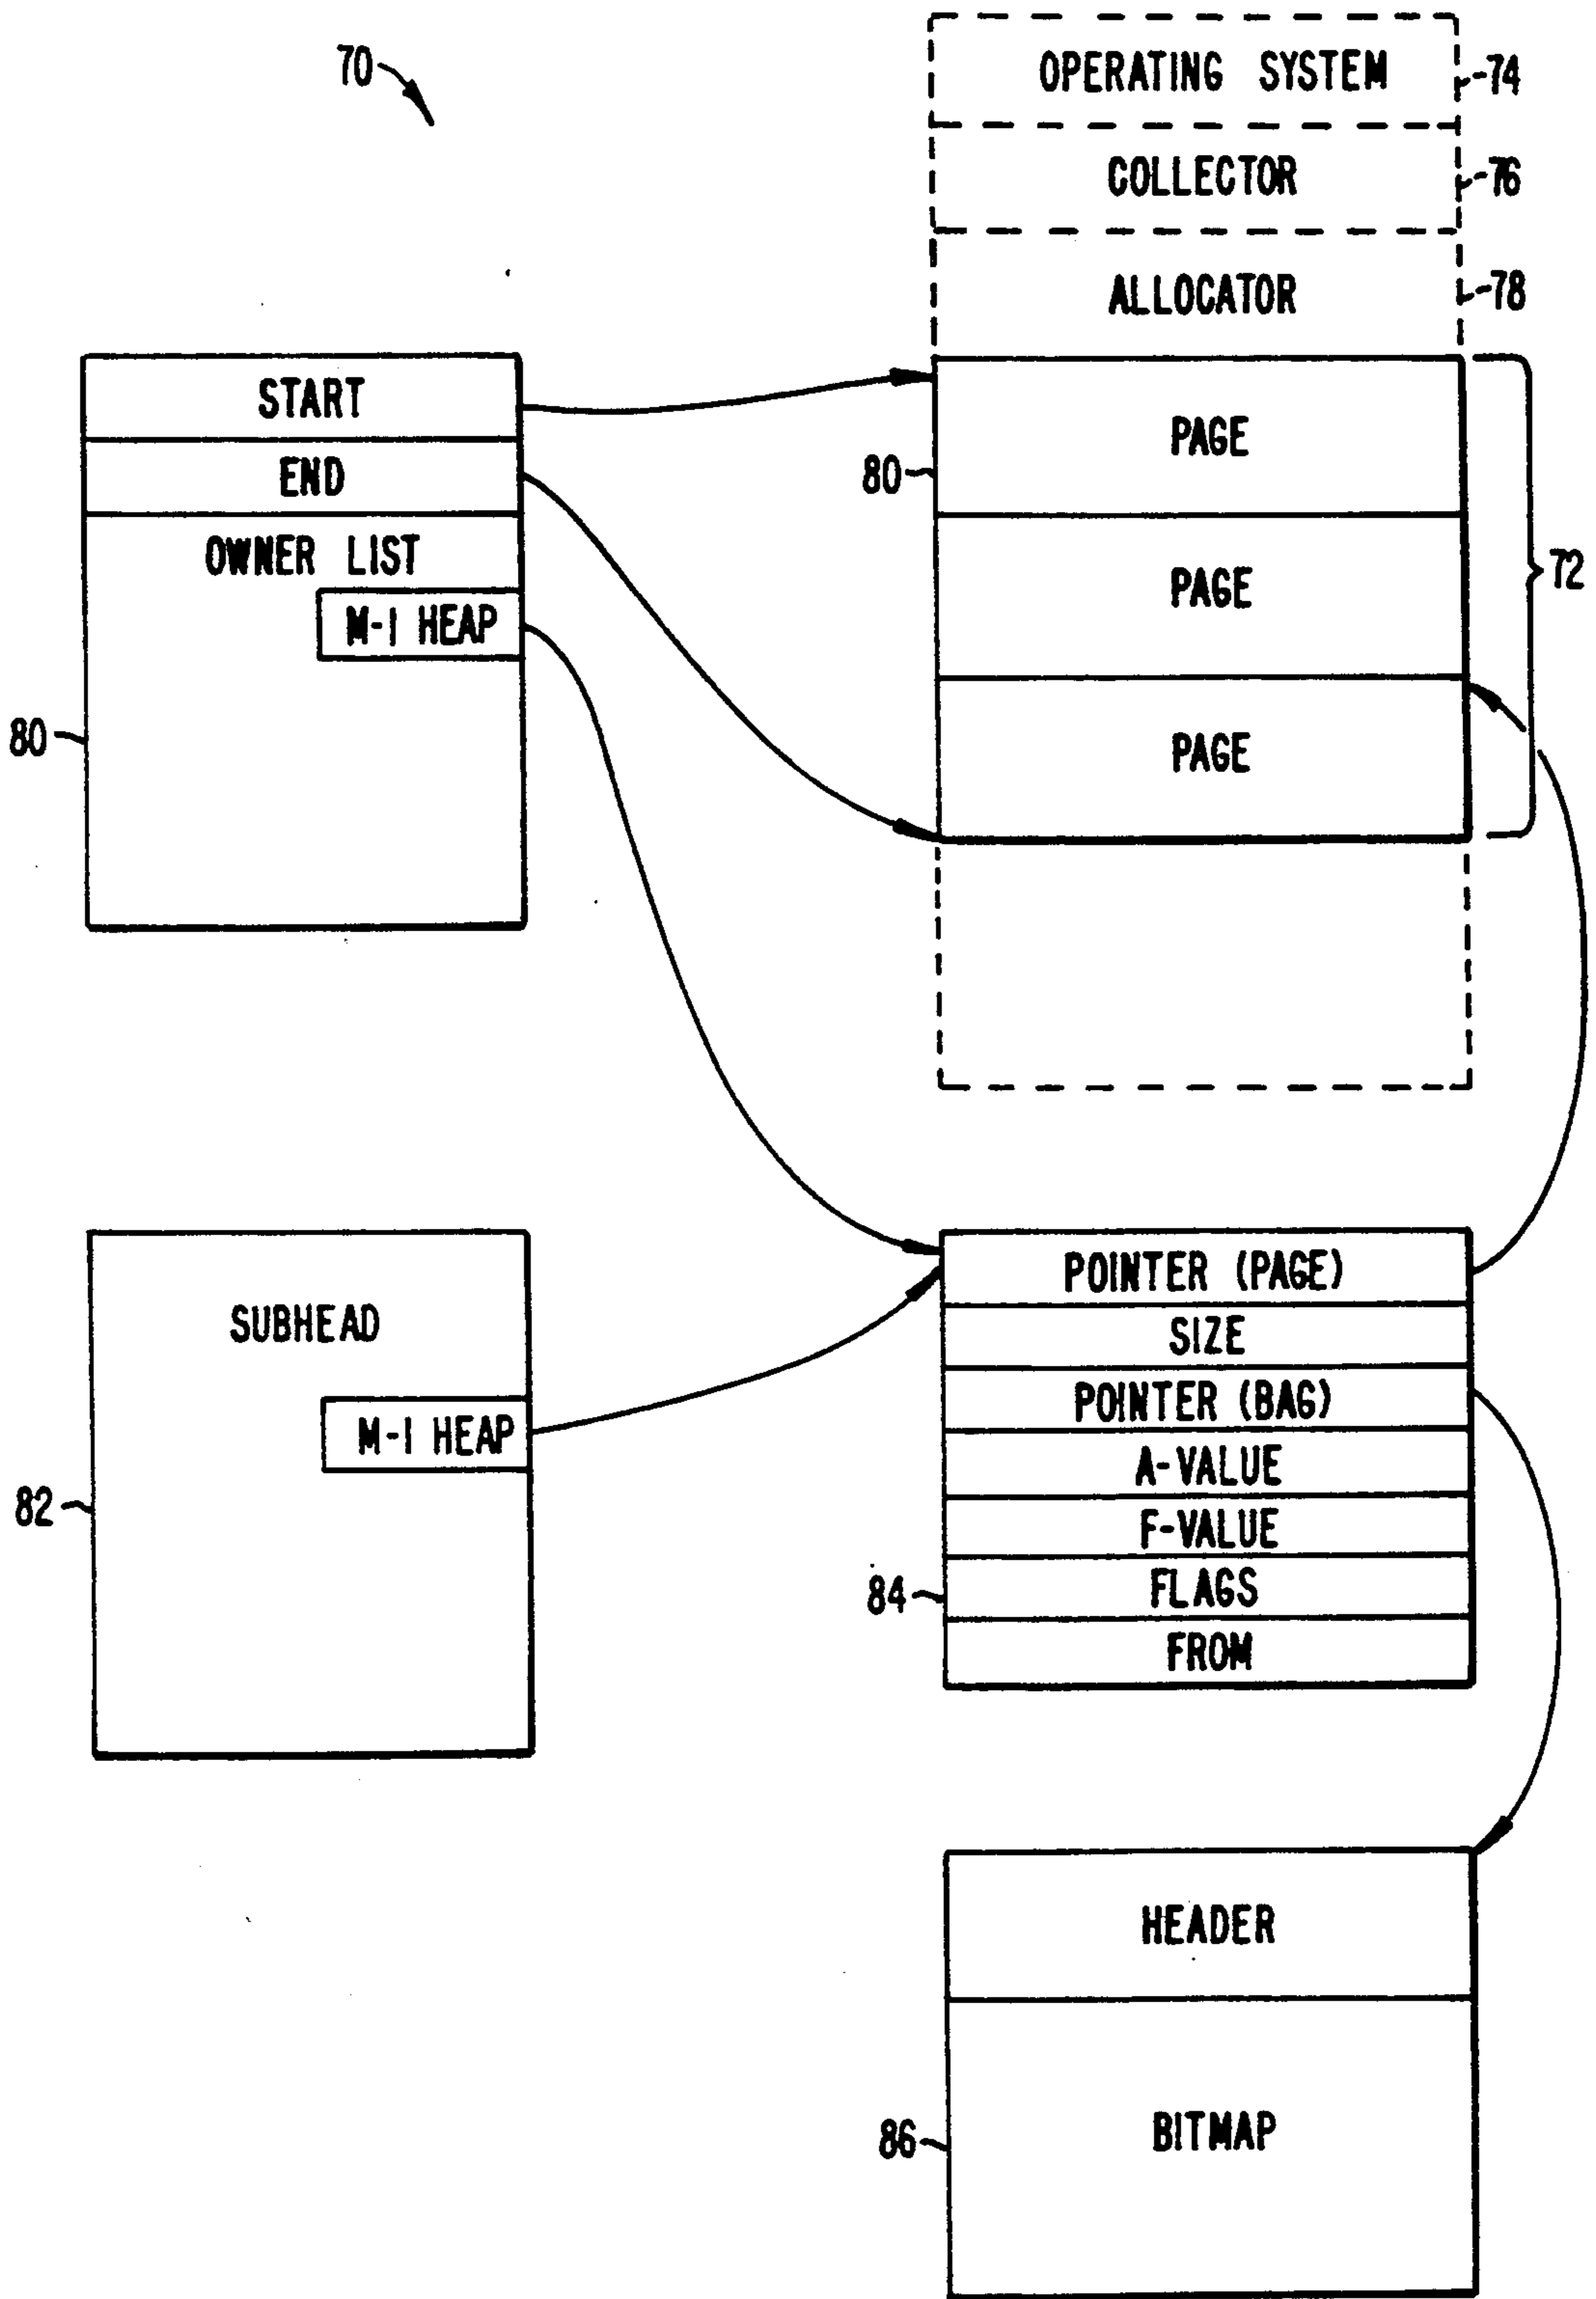 70
OPERATING SYSTEM
74
COLLECTOR
76
ALLOCATOR
78
START
END
OWNER LIST
M-I HEAP
80
PAGE
80
PAGE
PAGE
72
SUBHEAD
M-I HEAP
82
POINTER (PAGE)
SIZE
POINTER (BAG)
A-VALUE
F-VALUE
FLAGS
FROM
84
HEADER
BITMAP
86